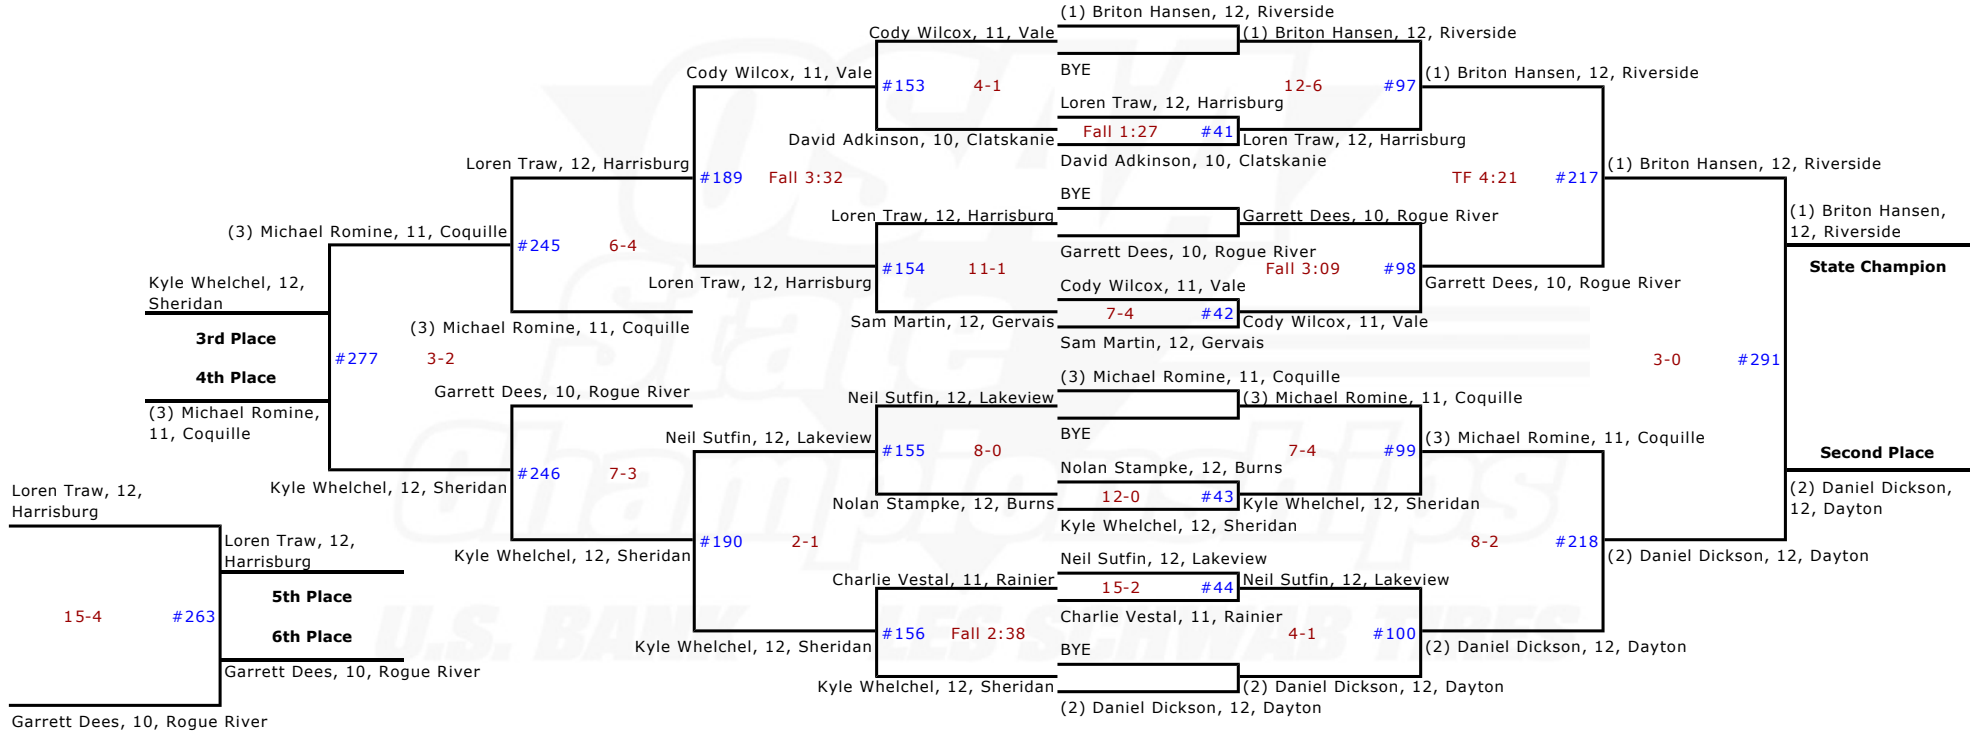 (1) Briton Hansen, 12, Riverside
Cody Wilcox, 11, Vale
(1) Briton Hansen, 12, Riverside
BYE
Cody Wilcox, 11, Vale
(1) Briton Hansen, 12, Riverside
#153 4-1
12-6 #97
Loren Traw, 12, Harrisburg
Fall 1:27 #41
David Adkinson, 10, Clatskanie
Loren Traw, 12, Harrisburg
David Adkinson, 10, Clatskanie
Loren Traw, 12, Harrisburg
(1) Briton Hansen, 12, Riverside
#189 Fall 3:32
TF 4:21 #217
BYE
Loren Traw, 12, Harrisburg
Garrett Dees, 10, Rogue River
(1) Briton Hansen,
12, Riverside
(3) Michael Romine, 11, Coquille
#245 6-4
Garrett Dees, 10, Rogue River
#154 11-1
Fall 3:09 #98
State Champion
Loren Traw, 12, Harrisburg
Garrett Dees, 10, Rogue River
Kyle Whelchel, 12,
Sheridan
Cody Wilcox, 11, Vale
7-4 #42
Sam Martin, 12, Gervais
Cody Wilcox, 11, Vale
(3) Michael Romine, 11, Coquille
3rd Place
Sam Martin, 12, Gervais
#277 3-2
3-0 #291
4th Place
(3) Michael Romine, 11, Coquille
Garrett Dees, 10, Rogue River
Neil Sutfin, 12, Lakeview
(3) Michael Romine, 11, Coquille
(3) Michael Romine,
11, Coquille
BYE
Neil Sutfin, 12, Lakeview
(3) Michael Romine, 11, Coquille
#155 8-0
7-4 #99
Second Place
Nolan Stampke, 12, Burns
#246 7-3
Kyle Whelchel, 12, Sheridan
(2) Daniel Dickson,
12, Dayton
Loren Traw, 12,
Harrisburg
12-0 #43
Nolan Stampke, 12, Burns
Kyle Whelchel, 12, Sheridan
Kyle Whelchel, 12, Sheridan
Loren Traw, 12,
Harrisburg
#190 2-1
8-2 #218
Kyle Whelchel, 12, Sheridan
(2) Daniel Dickson, 12, Dayton
Neil Sutfin, 12, Lakeview
Charlie Vestal, 11, Rainier
15-2 #44
Neil Sutfin, 12, Lakeview
5th Place
15-4 #263
Charlie Vestal, 11, Rainier
6th Place
#156 Fall 2:38
4-1 #100
Kyle Whelchel, 12, Sheridan
BYE
(2) Daniel Dickson, 12, Dayton
Garrett Dees, 10, Rogue River
Kyle Whelchel, 12, Sheridan
(2) Daniel Dickson, 12, Dayton
(2) Daniel Dickson, 12, Dayton
Garrett Dees, 10, Rogue River
OSAA
State
Championships
U.S. BANK LES SCHWAB TIRES